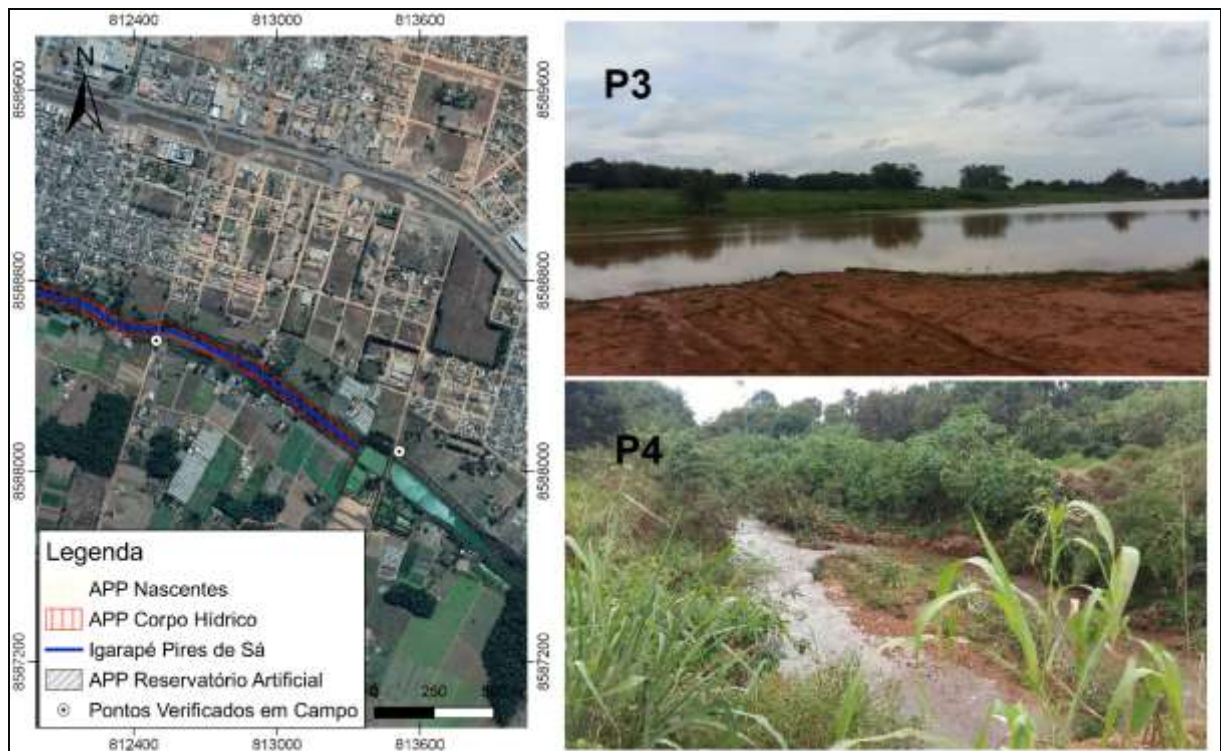 812400 813000 813600
N
8589600
8588800
8588000
8587200
8589600
8588800
8588000
8587200
Legenda
APP Nascentes
APP Corpo Hídrico
Igarapé Pires de Sá
APP Reservatório Artificial
Pontos Verificados em Campo
250
812400 813000 813600
P3
P4